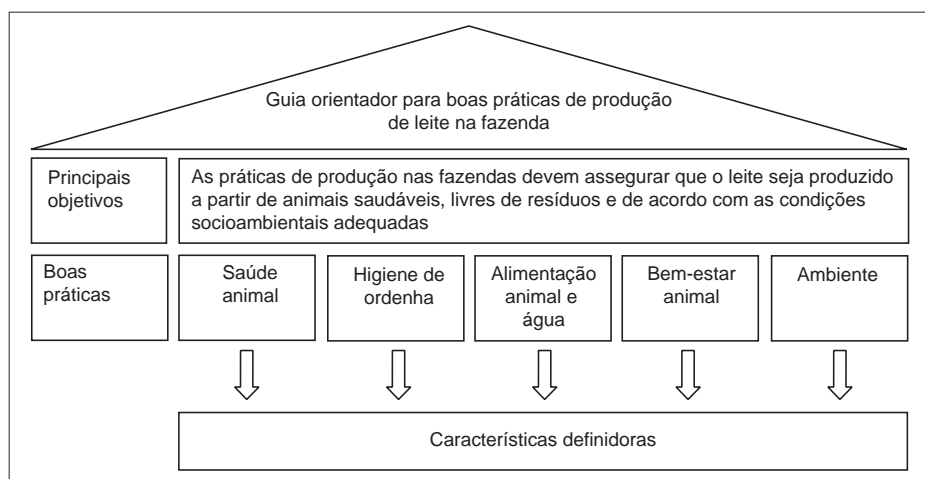 Guia orientador para boas práticas de produção
de leite na fazenda
Principais
objetivos
As práticas de produção nas fazendas devem assegurar que o leite seja produzido
a partir de animais saudáveis, livres de resíduos e de acordo com as condições
socioambientais adequadas
Boas
práticas
Saúde
animal
Higiene de
ordenha
Alimentação
animal e
água
Bem-estar
animal
Ambiente
Características definidoras